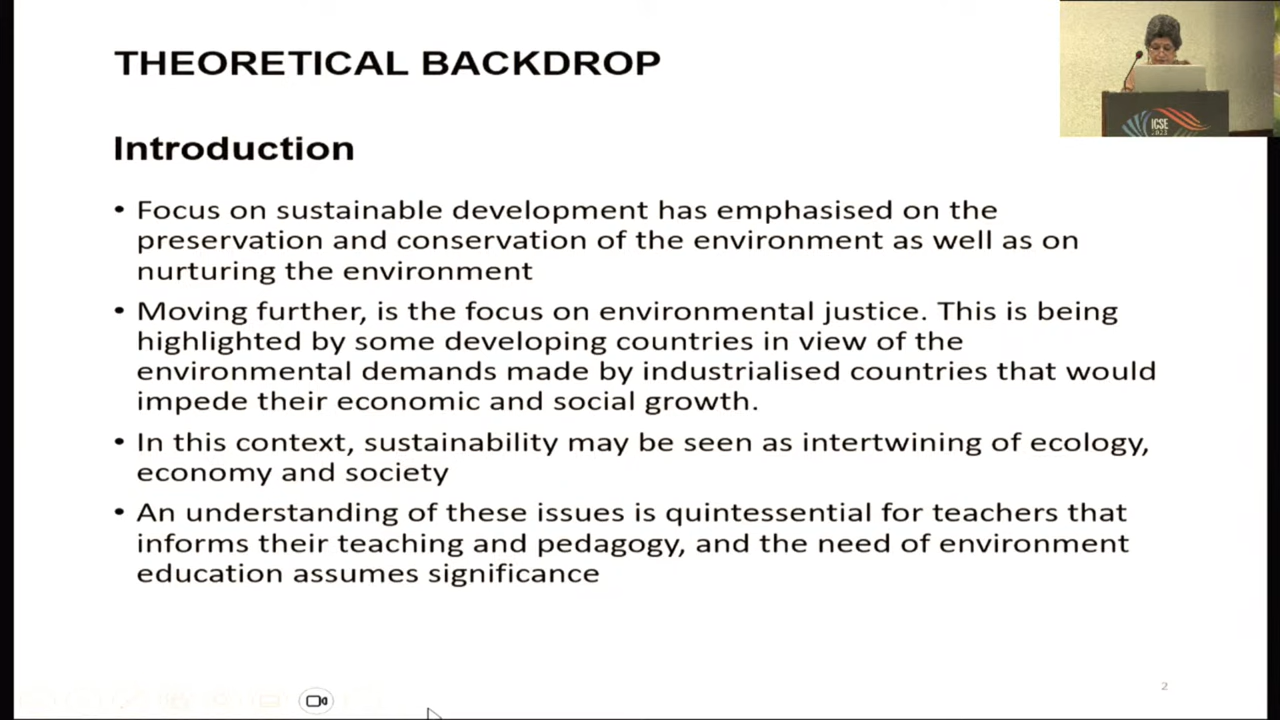 THEORETICAL BACKDROP
Introduction
• Focus on sustainable development has emphasised on the
preservation and conservation of the environment as well as on
nurturing the environment
• Moving further, is the focus on environmental justice. This is being
highlighted by some developing countries in view of the
environmental demands made by industrialised countries that would
impede their economic and social growth.
• In this context, sustainability may be seen as intertwining of ecology,
economy and society
• An understanding of these issues is quintessential for teachers that
informs their teaching and pedagogy, and the need of environment
education assumes significance
ICSE
2